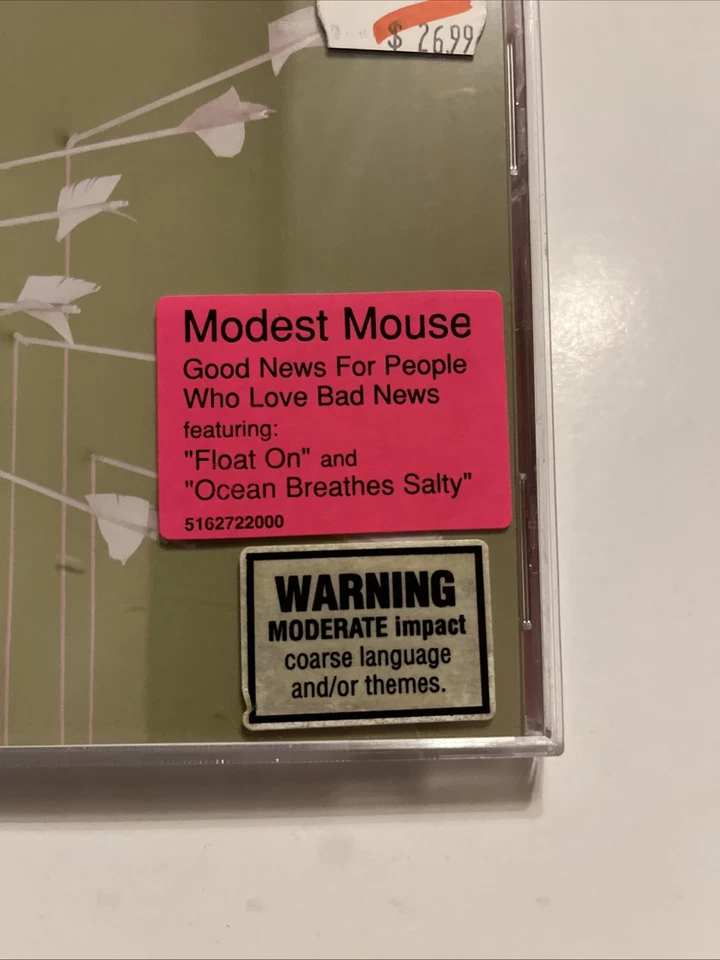 $ 26.99
Modest Mouse
Good News For People
Who Love Bad News
featuring:
"Float On" and
"Ocean Breathes Salty"
5162722000
WARNING
MODERATE impact
coarse language
and/or themes.